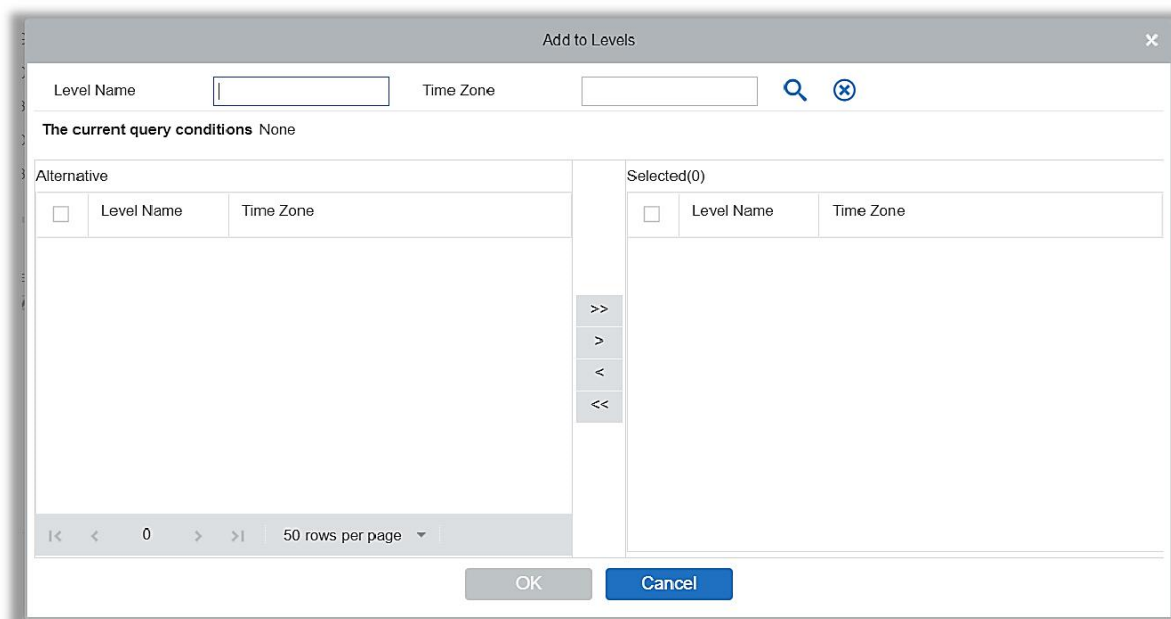 Add to Levels
Level Name Time Zone
The current query conditions None
Alternative
Selected(0)
Level Name Time Zone
Level Name Time Zone
>>
>
<
<<
0 50 rows per page
OK Cancel